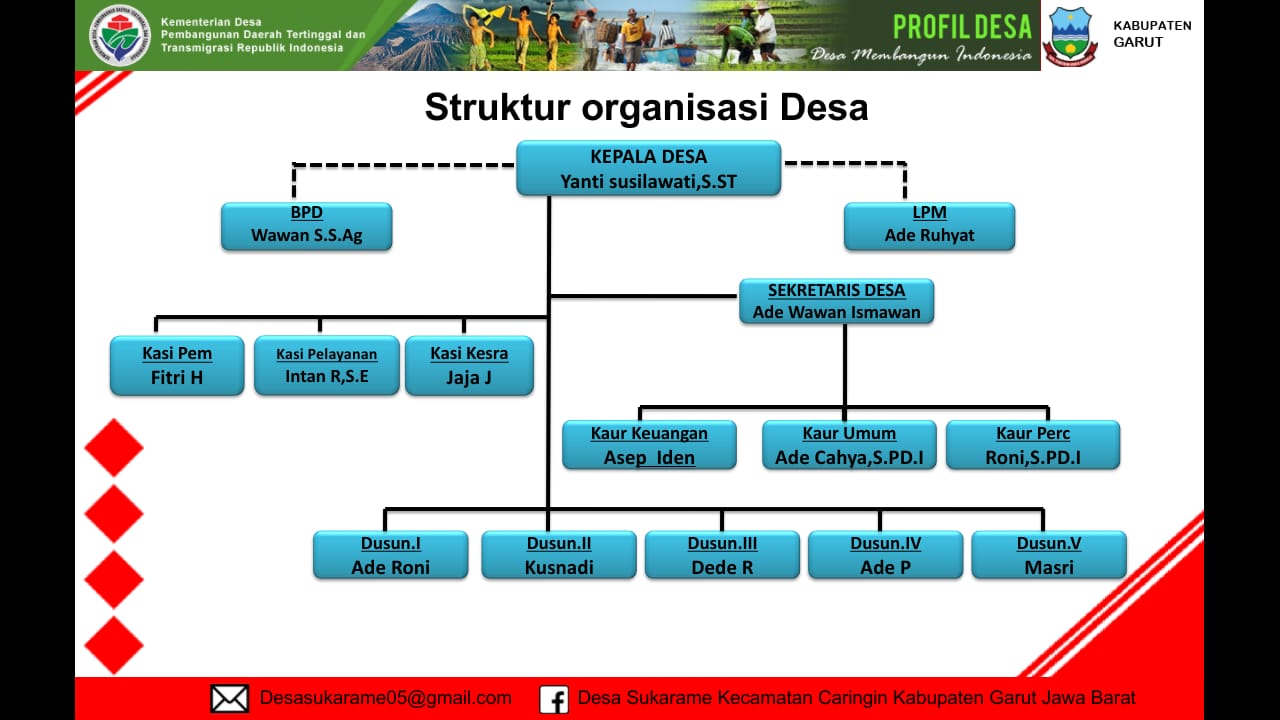 Kementerian Desa
Pembangunan Daerah Tertinggal dan
Transmigrasi Republik Indonesia
PROFIL DESA
Desa Membangun Indonesia
KABUPATEN
GARUT
Struktur organisasi Desa
KEPALA DESA
Yanti susilawati,S.ST
BPD
Wawan S.S.Ag
LPM
Ade Ruhyat
SEKRETARIS DESA
Ade Wawan Ismawan
Kasi Pem
Fitri H
Kasi Pelayanan
Intan R,S.E
Kasi Kesra
Jaja J
Kaur Keuangan
Asep Iden
Kaur Umum
Ade Cahya,S.PD.I
Kaur Perc
Roni,S.PD.I
Dusun.I
Ade Roni
Dusun.II
Kusnadi
Dusun.III
Dede R
Dusun.IV
Ade P
Dusun.V
Masri
Desasukarame05@gmail.com
Desa Sukarame Kecamatan Caringin Kabupaten Garut Jawa Barat